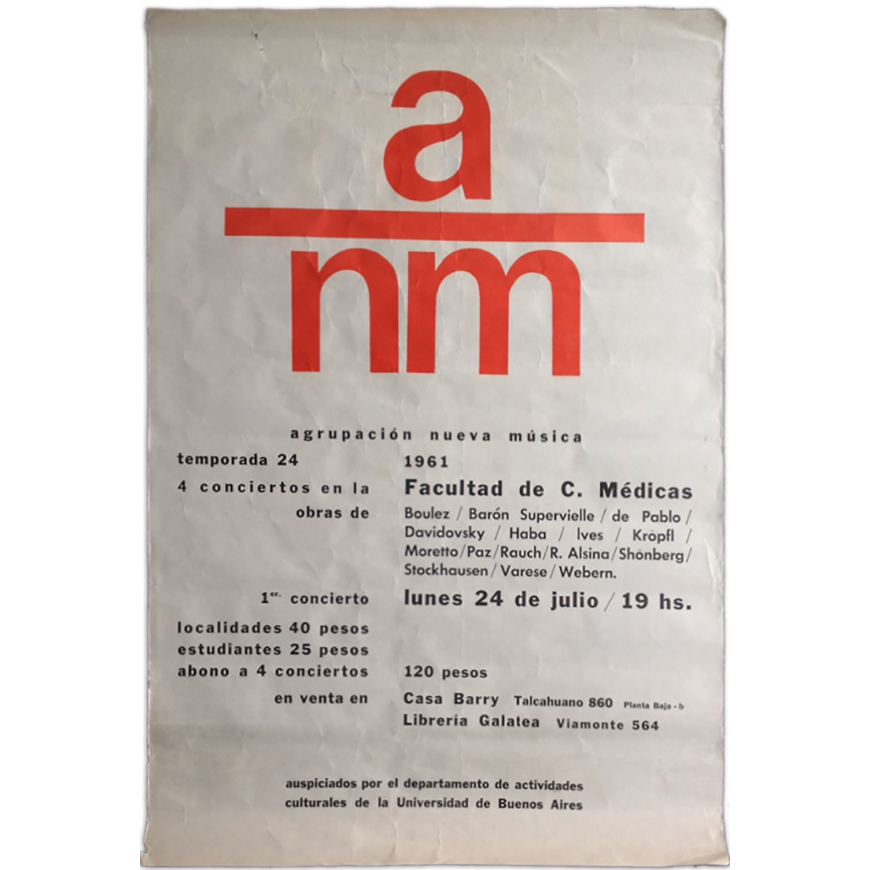 a
nm
agrupación nueva música
temporada 24 1961
4 conciertos en la Facultad de C. Médicas
obras de Boulez / Barón Supervielle / de Pablo /
Davidovsky / Haba / Ives / Kröpfl /
Moretto/Paz/Rauch/R. Alsina/Shönberg/
Stockhausen/Varese/Webern.
1er. concierto lunes 24 de julio / 19 hs.
localidades 40 pesos
estudiantes 25 pesos
abono a 4 conciertos 120 pesos
en venta en Casa Barry Talcahuano 860 Planta Baja - b
Librería Galatea Viamonte 564
auspiciados por el departamento de actividades
culturales de la Universidad de Buenos Aires